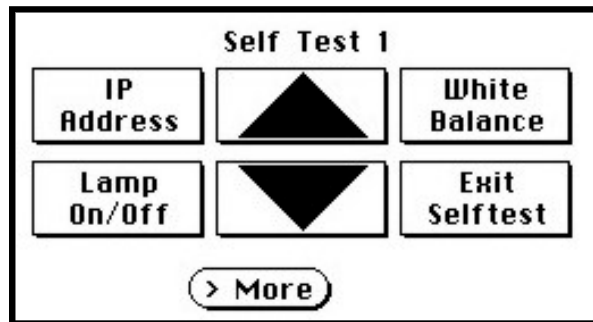 Self Test 1
IP
Address
White
Balance
Lamp
On/Off
Exit
Selftest
> More